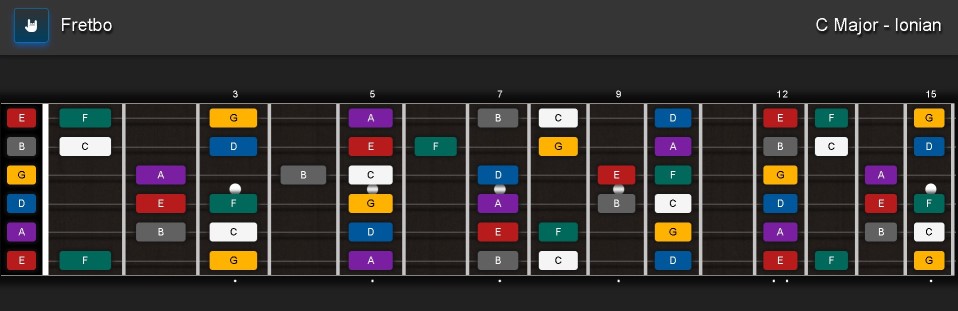 Fretbo C Major - Ionian
3 5 7 9 12 15
E F G A B C D E F G
B C D E F G A B C D
G A B C D E F G A
D E F G A B C D E F
A B C D E F G A B C
E F G A B C D E F G